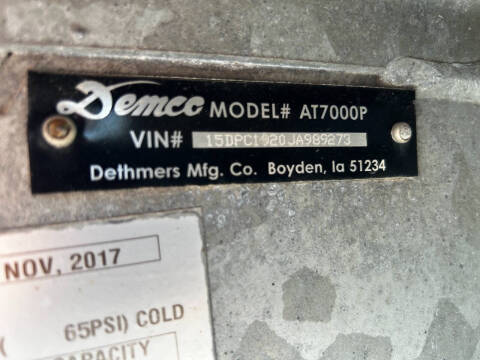 Demco MODEL# AT7000P
VIN# 15DPC1920JA989273
Dethmers Mfg. Co. Boyden, Ia 51234
NOV, 2017
( 65PSI) COLD
CAPACITY